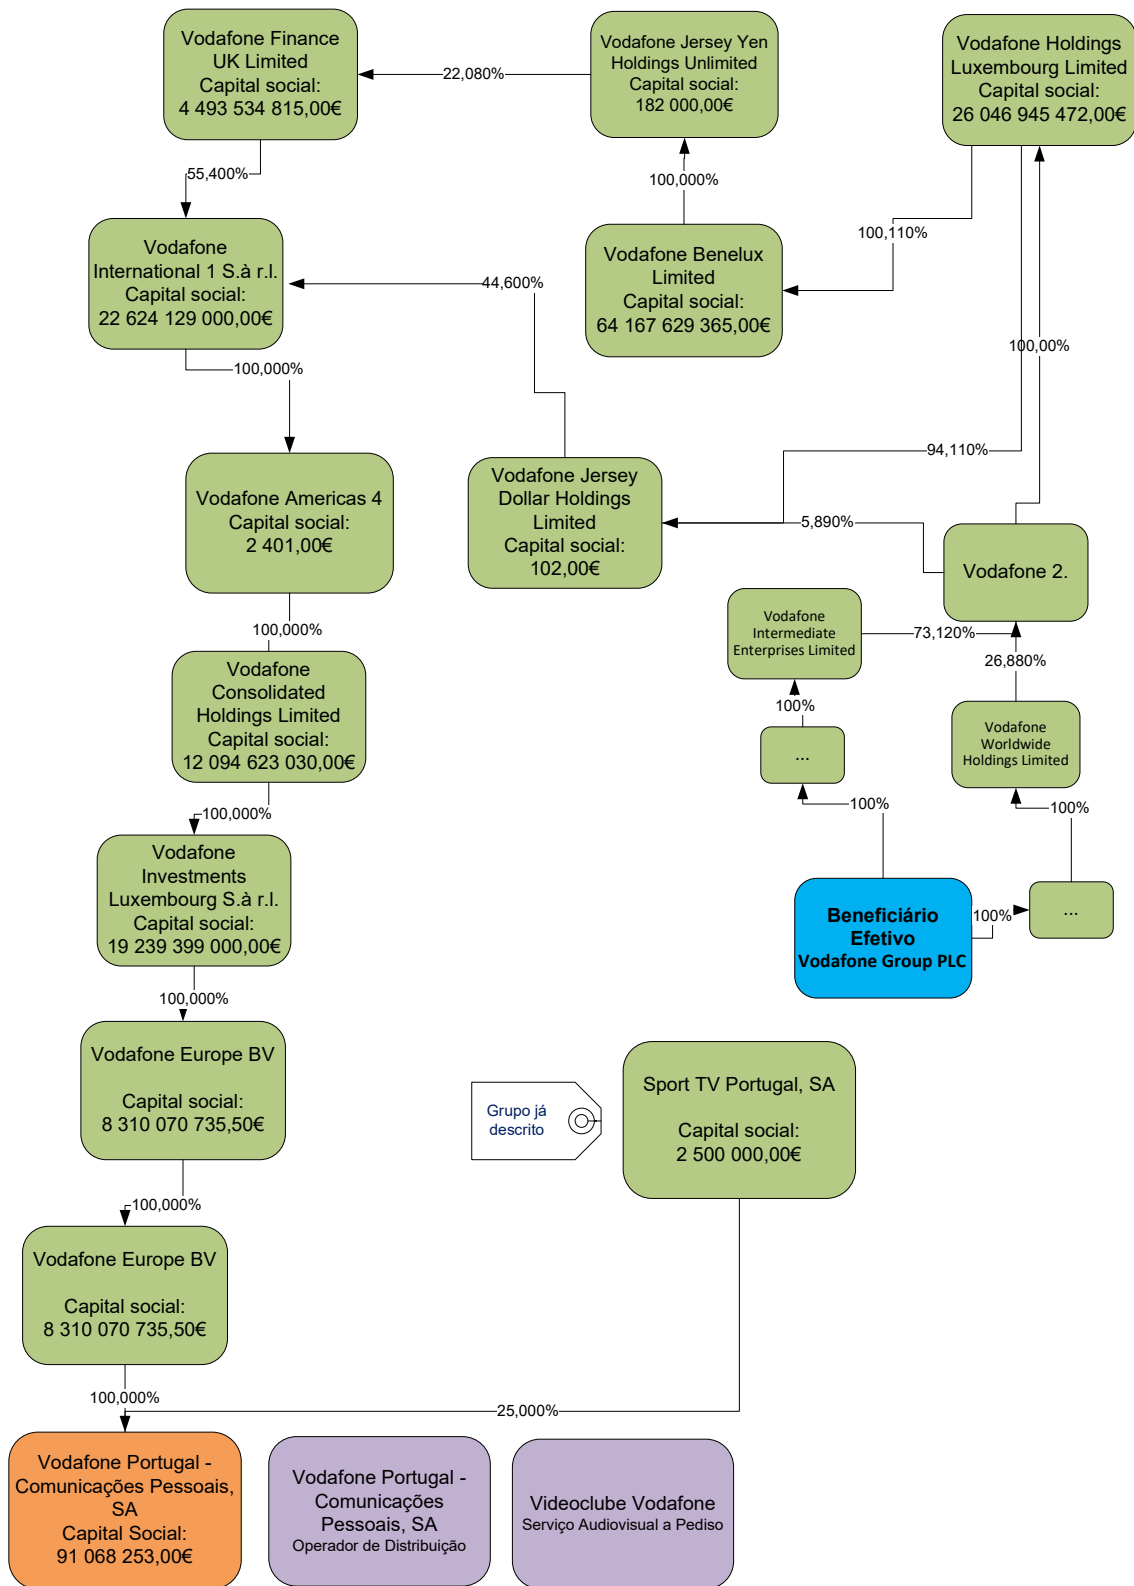 Vodafone Finance
UK Limited
Capital social:
4 493 534 815,00€
22,080%
Vodafone Jersey Yen
Holdings Unlimited
Capital social:
182 000,00€
Vodafone Holdings
Luxembourg Limited
Capital social:
26 046 945 472,00€
55,400%
100,000%
100,110%
Vodafone
International 1 S.à r.l.
Capital social:
22 624 129 000,00€
44,600%
Vodafone Benelux
Limited
Capital social:
64 167 629 365,00€
100,00%
100,000%
94,110%
Vodafone Americas 4
Capital social:
2 401,00€
Vodafone Jersey
Dollar Holdings
Limited
Capital social:
102,00€
5,890%
Vodafone 2.
100,000%
Vodafone
Intermediate
Enterprises Limited
73,120%
26,880%
Vodafone
Consolidated
Holdings Limited
Capital social:
12 094 623 030,00€
100%
...
Vodafone
Worldwide
Holdings Limited
100%
100%
100,000%
Vodafone
Investments
Luxembourg S.à r.l.
Capital social:
19 239 399 000,00€
Beneficiário
Efetivo
Vodafone Group PLC
100%
...
100,000%
Vodafone Europe BV
Capital social:
8 310 070 735,50€
Grupo já
descrito
Sport TV Portugal, SA
Capital social:
2 500 000,00€
100,000%
Vodafone Europe BV
Capital social:
8 310 070 735,50€
100,000%
25,000%
Vodafone Portugal -
Comunicações Pessoais,
SA
Capital Social:
91 068 253,00€
Vodafone Portugal -
Comunicações
Pessoais, SA
Operador de Distribuição
Videoclube Vodafone
Serviço Audiovisual a Pediso